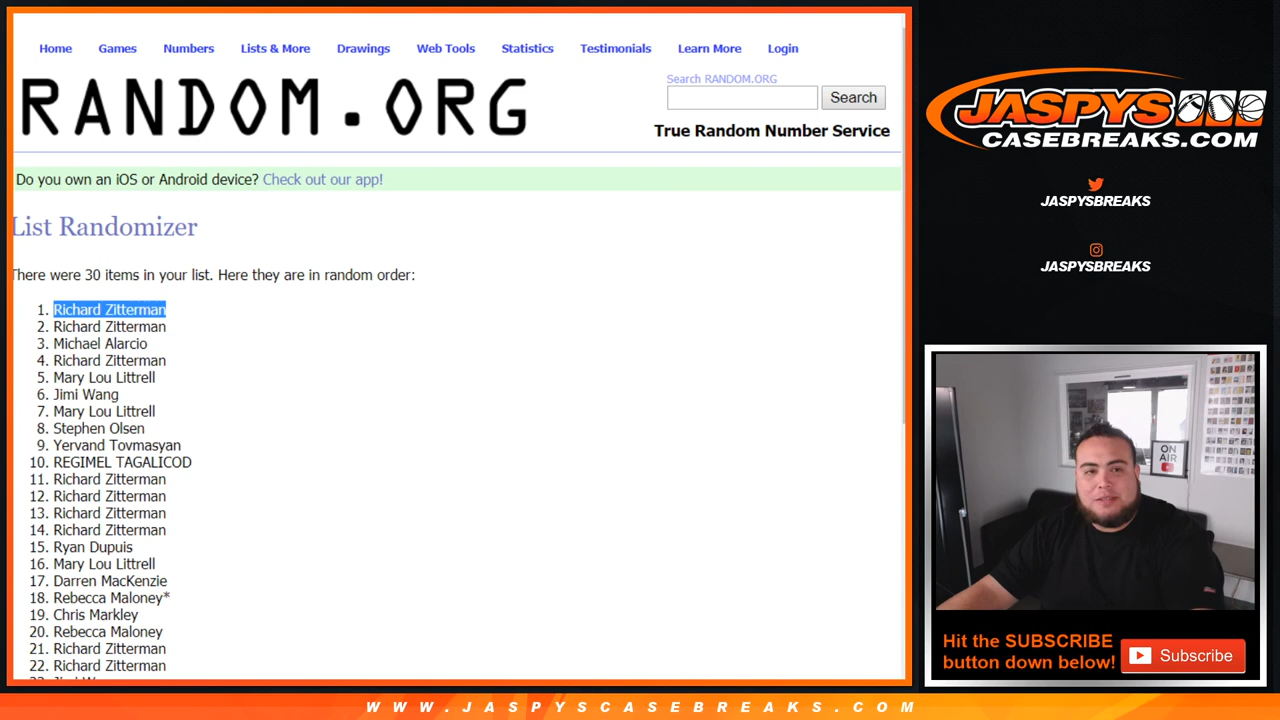 Home Games Numbers Lists & More Drawings Web Tools Statistics Testimonials Learn More Login
RANDOM.ORG
Search RANDOM.ORG
Search
True Random Number Service
Do you own an iOS or Android device? Check out our app!
List Randomizer
There were 30 items in your list. Here they are in random order:
1. Richard Zitterman
2. Richard Zitterman
3. Michael Alarcio
4. Richard Zitterman
5. Mary Lou Littrell
6. Jimi Wang
7. Mary Lou Littrell
8. Stephen Olsen
9. Yervand Tovmasyan
10. REGIMEL TAGALICOD
11. Richard Zitterman
12. Richard Zitterman
13. Richard Zitterman
14. Richard Zitterman
15. Ryan Dupuis
16. Mary Lou Littrell
17. Darren MacKenzie
18. Rebecca Maloney*
19. Chris Markley
20. Rebecca Maloney
21. Richard Zitterman
22. Richard Zitterman
JASPYS
CASEBREAKS.COM
JASPYSBREAKS
JASPYSBREAKS
ON
AIR
Hit the SUBSCRIBE
button down below!
Subscribe
WWW.JASPYSCASEBREAKS.COM